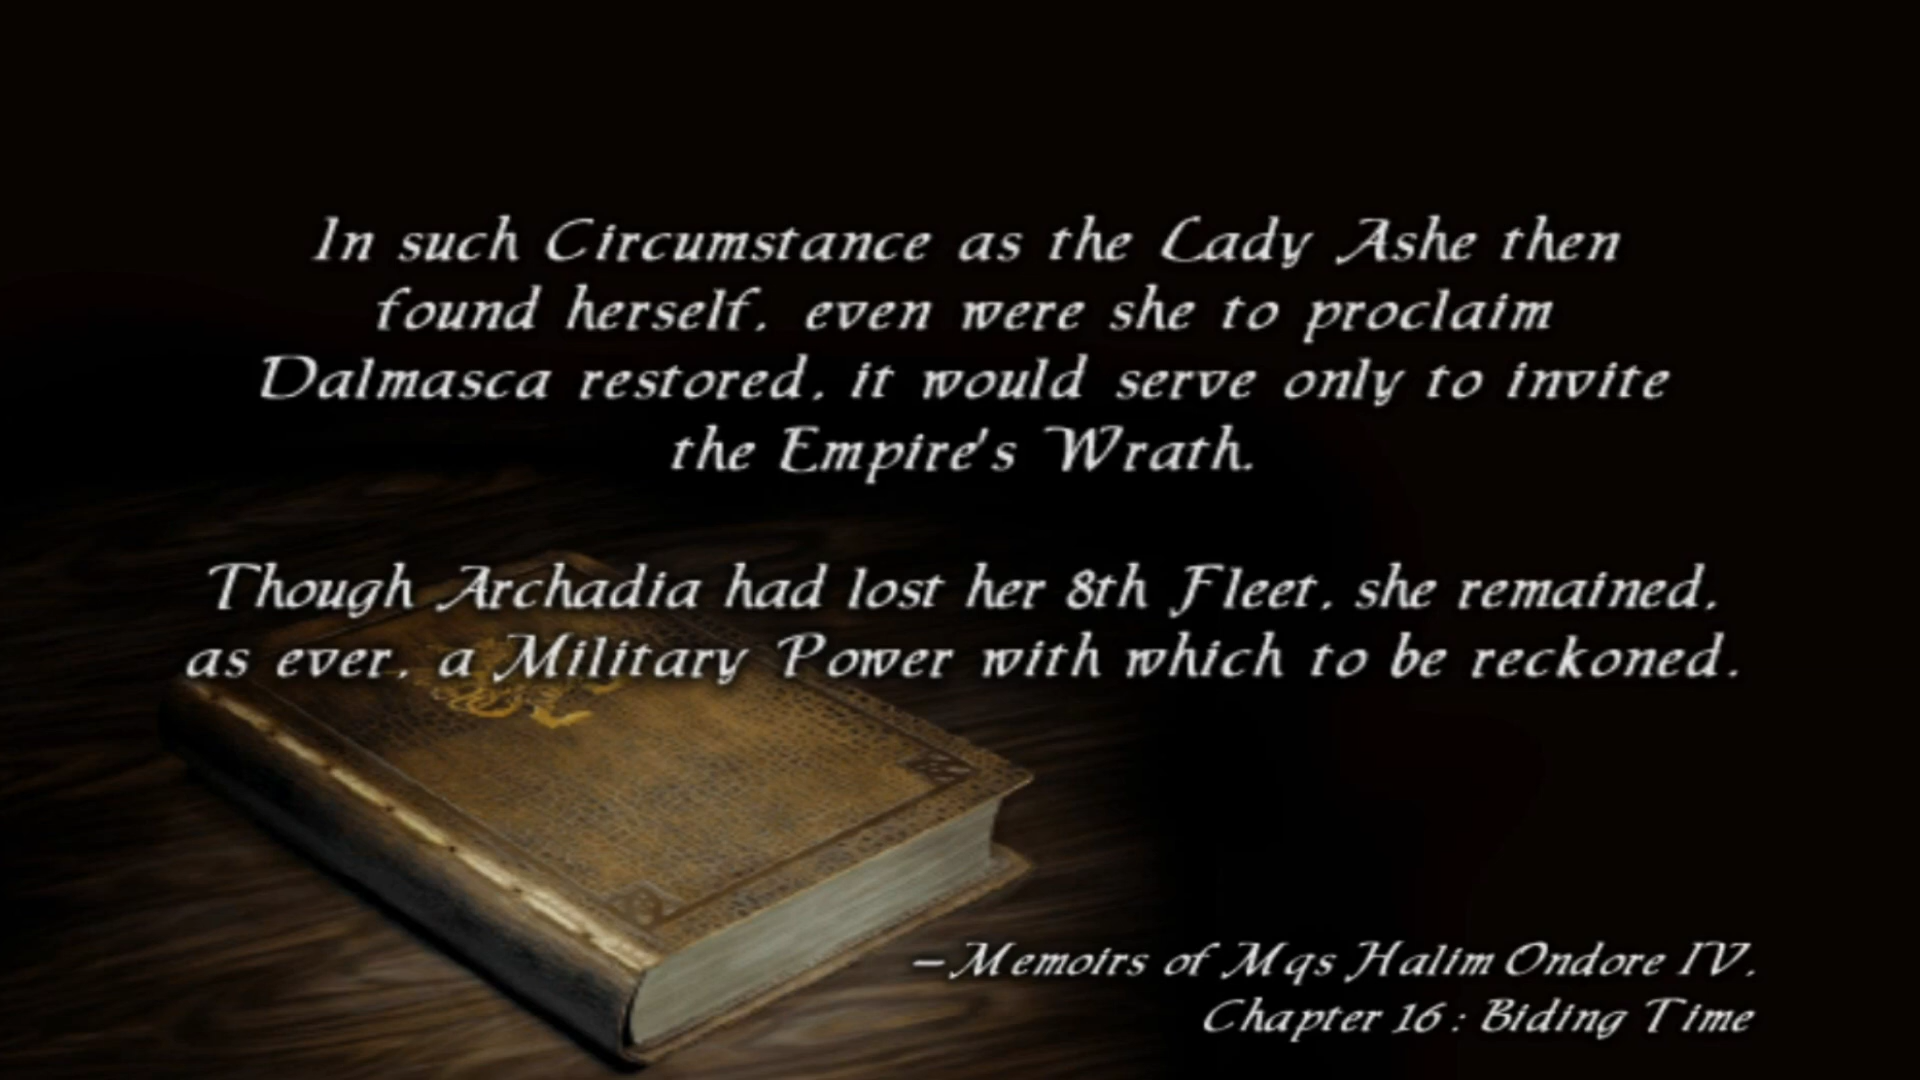 In such Circumstance as the Lady Ashe then
found herself, even were she to proclaim
Dalmasca restored, it would serve only to invite
the Empire's Wrath.
Though Archadia had lost her 8th Fleet, she remained,
as ever, a Military Power with which to be reckoned.
—Memoirs of Mqs Halim Ondore IV,
Chapter 16 : Biding Time